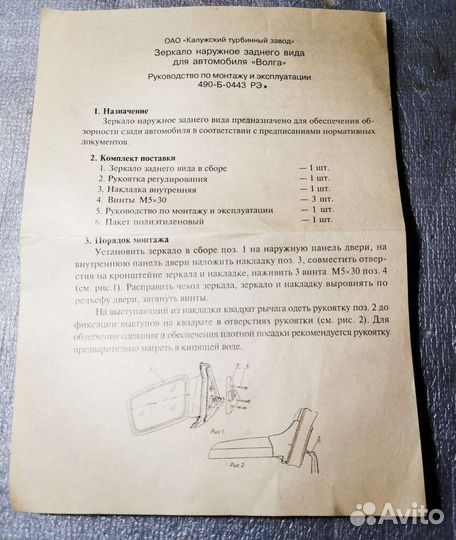 ОАО «Калужский турбинный завод»
Зеркало наружное заднего вида
для автомобиля «Волга»
Руководство по монтажу и эксплуатации
490-Б-0443 РЭ*
1. Назначение
Зеркало наружное заднего вида предназначено для обеспечения об-
зорности сзади автомобиля в соответствии с предписаниями нормативных
документов.
2. Комплект поставки
1. Зеркало заднего вида в сборе — 1 шт.
2. Рукоятка регулирования — 1 шт.
3. Накладка внутренняя — 1 шт.
4. Винты М5×30 — 3 шт.
5. Руководство по монтажу и эксплуатации — 1 шт.
6. Пакет полиэтиленовый — 1 шт.
3. Порядок монтажа
Установить зеркало в сборе поз. 1 на наружную панель двери, на
внутреннюю панель двери наложить накладку поз. 3, совместить отвер-
стия на кронштейне зеркала и накладке, наживить 3 винта М5×30 поз. 4
(см. рис.1). Расправить чехол зеркала, зеркало и накладку выровнять по
рельефу двери, затянуть винты.
На выступающий из накладки квадрат рычага одеть рукоятку поз. 2 до
фиксации выступов на квадрате в отверстиях рукоятки (см. рис. 2). Для
облегчения одевания и обеспечения плотной посадки рекомендуется рукоятку
предварительно нагреть в кипящей воде.
Рис 1.
Рис 2.
Avito